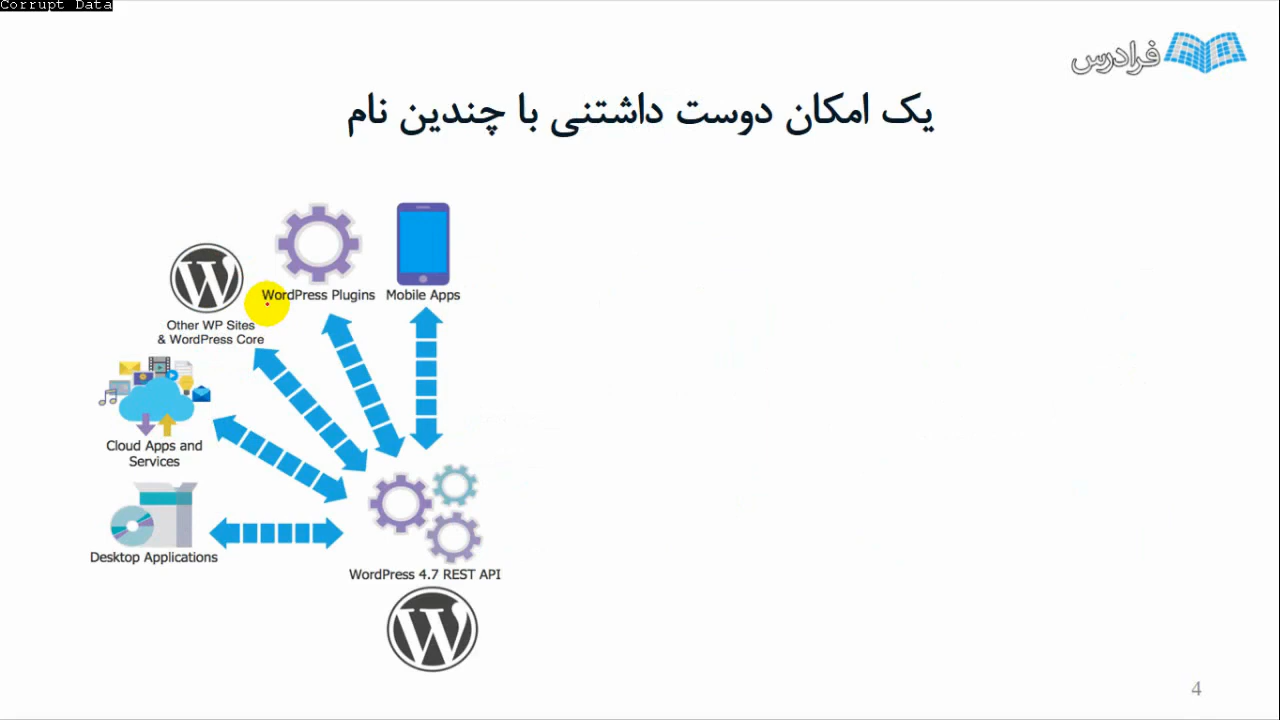 Corrupt Data
فرادرس
یک امکان دوست داشتنی با چندین نام
WordPress Plugins
Mobile Apps
Other WP Sites
& WordPress Core
Cloud Apps and
Services
Desktop Applications
WordPress 4.7 REST API
4